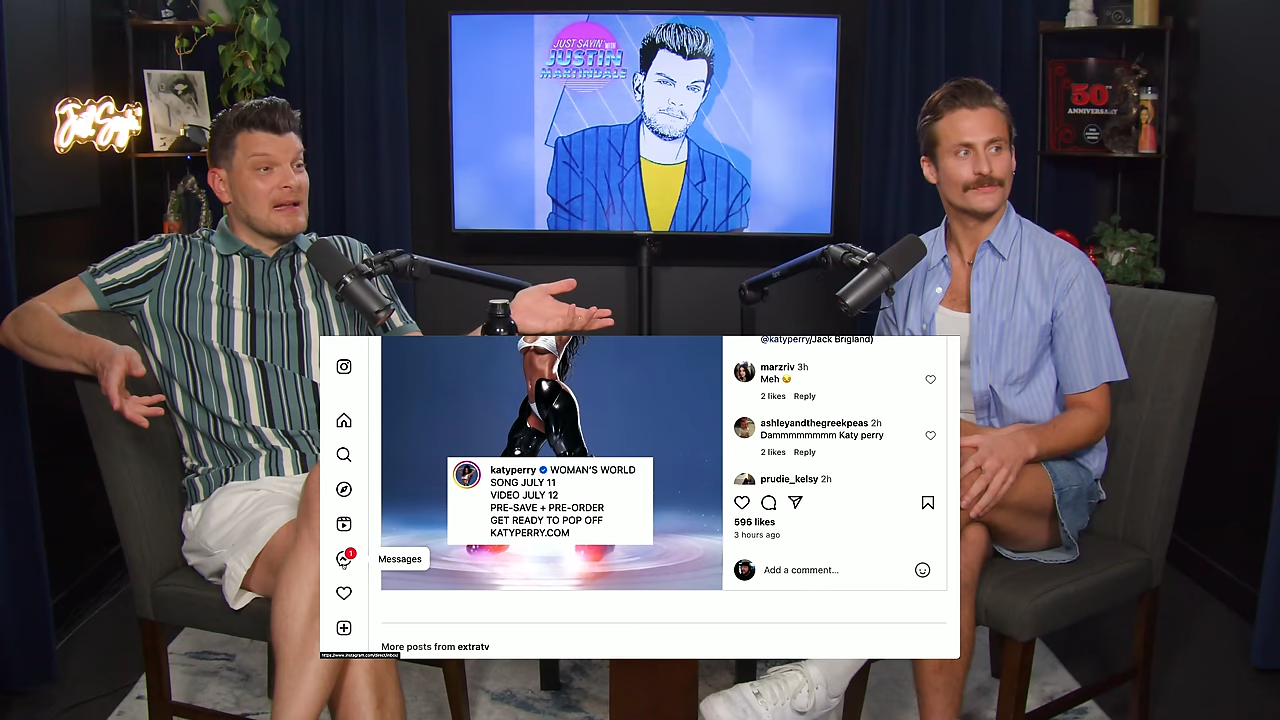 JUST SAYIN' WITH
JUSTIN
MARTINDALE
Just Sayin'
50TH
ANNIVERSARY
@katyperry/Jack Brigland)
marzriv 3h
Meh 😏
2 likes Reply
ashleyandthegreekpeas 2h
Dammmmmmmm Katy perry
2 likes Reply
prudie_kelsy 2h
katyperry WOMAN'S WORLD
SONG JULY 11
VIDEO JULY 12
PRE-SAVE + PRE-ORDER
GET READY TO POP OFF
KATYPERRY.COM
596 likes
3 hours ago
1
Messages
Add a comment...
More posts from extratv